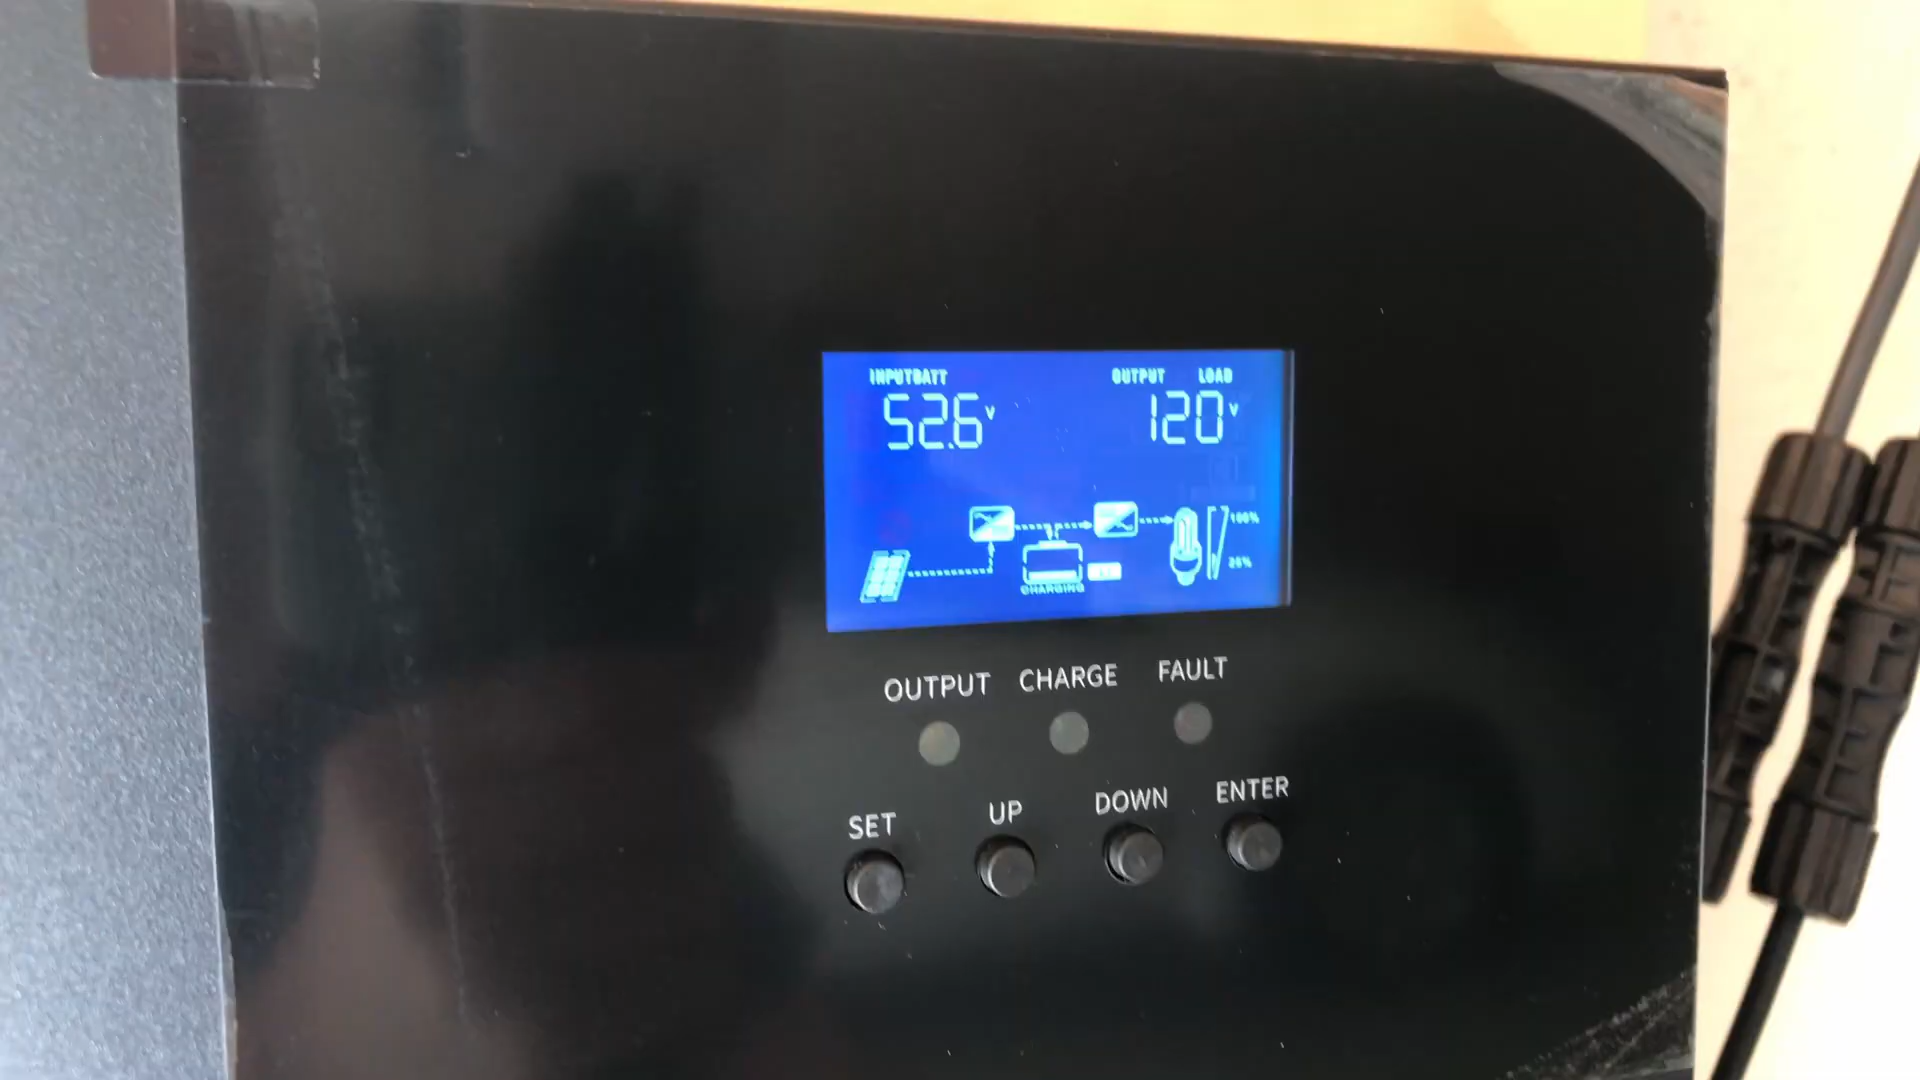 INPUTBATT OUTPUT LOAD
52.6V 120V
100%
25%
CHARGING
OUTPUT CHARGE FAULT
SET UP DOWN ENTER